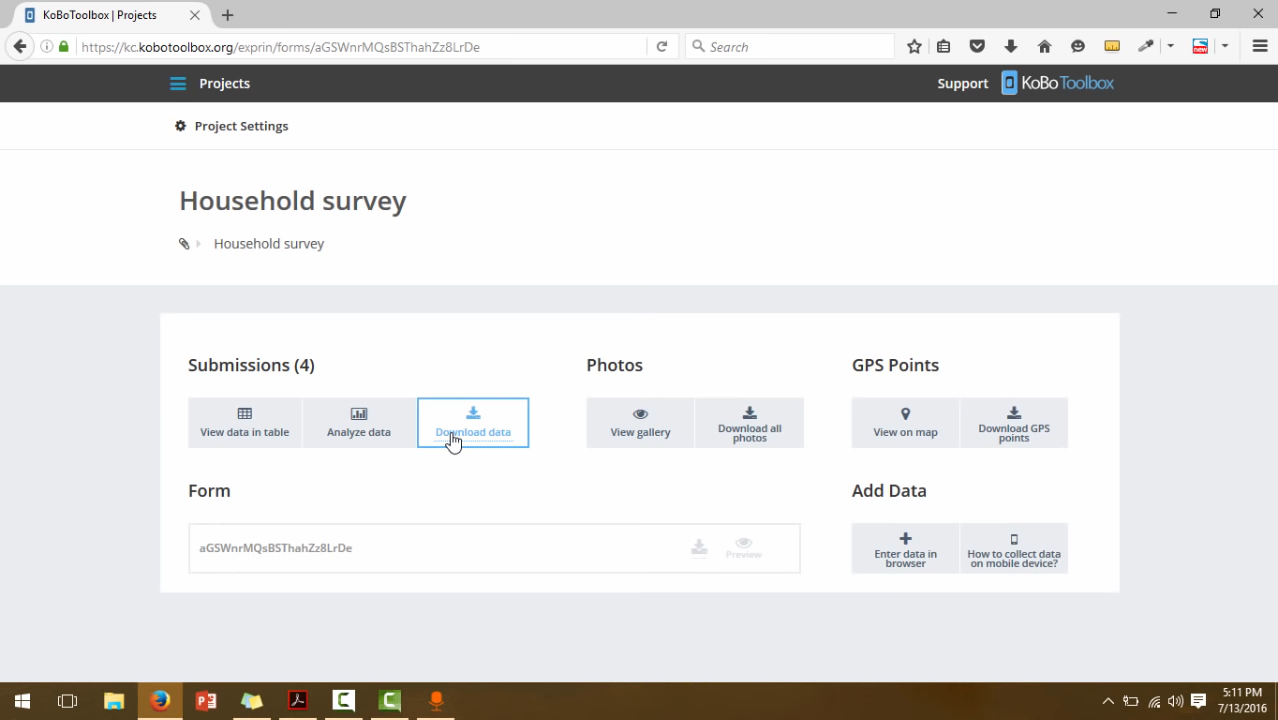 KoBoToolbox | Projects
https://kc.kobotoolbox.org/exprin/forms/aGSWnrMQsBSThahZz8LrDe
Search
new
Projects
Support
KoBoToolbox
Project Settings
Household survey
Household survey
Submissions (4)
Photos
GPS Points
View data in table
Analyze data
Download data
View gallery
Download all
photos
View on map
Download GPS
points
Form
Add Data
aGSWnrMQsBSThahZz8LrDe
Preview
Enter data in
browser
How to collect data
on mobile device?
5:11 PM
7/13/2016